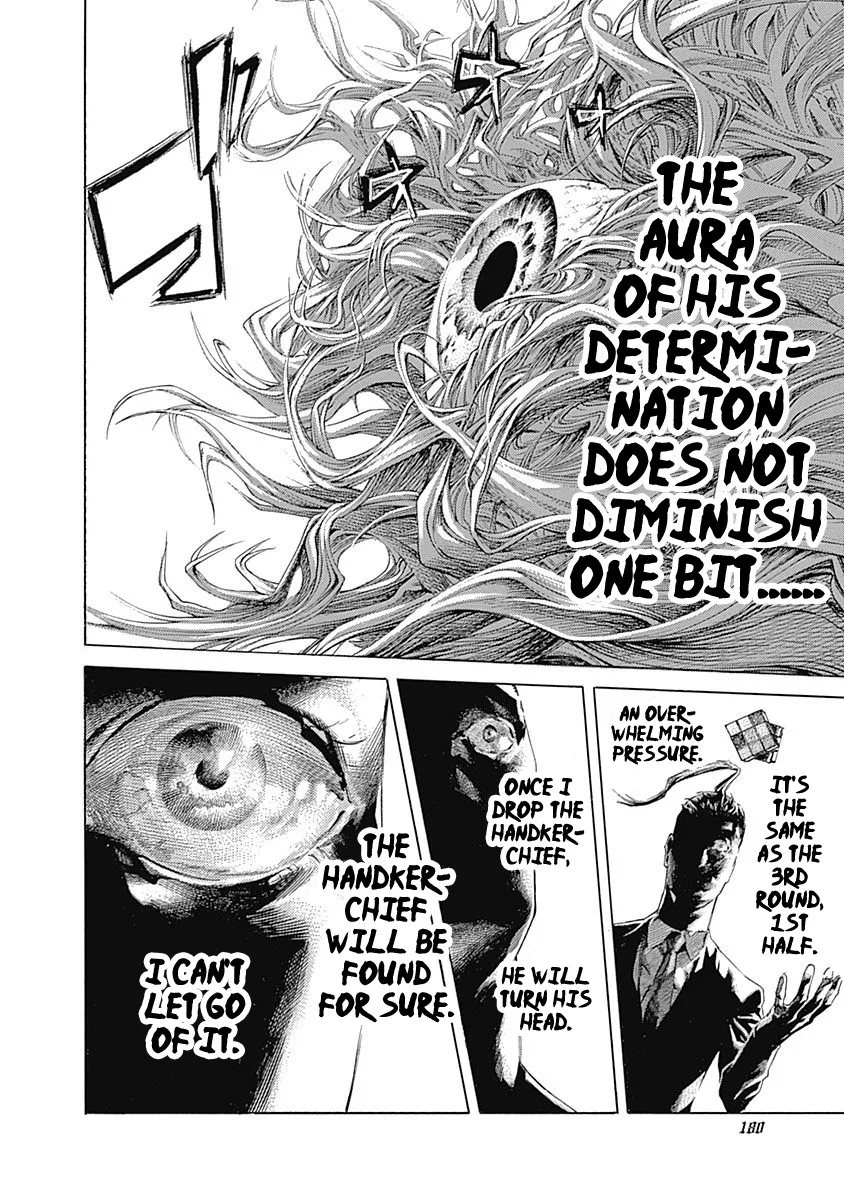 THE
AURA
OF HIS
DETERMI-
NATION
DOES NOT
DIMINISH
ONE BIT......
AN OVER-
WHELMING
PRESSURE.
IT'S
THE
SAME
AS THE
3RD
ROUND,
1ST
HALF.
ONCE I
DROP THE
HANDKER-
CHIEF,
HE WILL
TURN HIS
HEAD.
THE
HANDKER-
CHIEF
WILL BE
FOUND
FOR SURE.
I CAN'T
LET GO
OF IT.
180